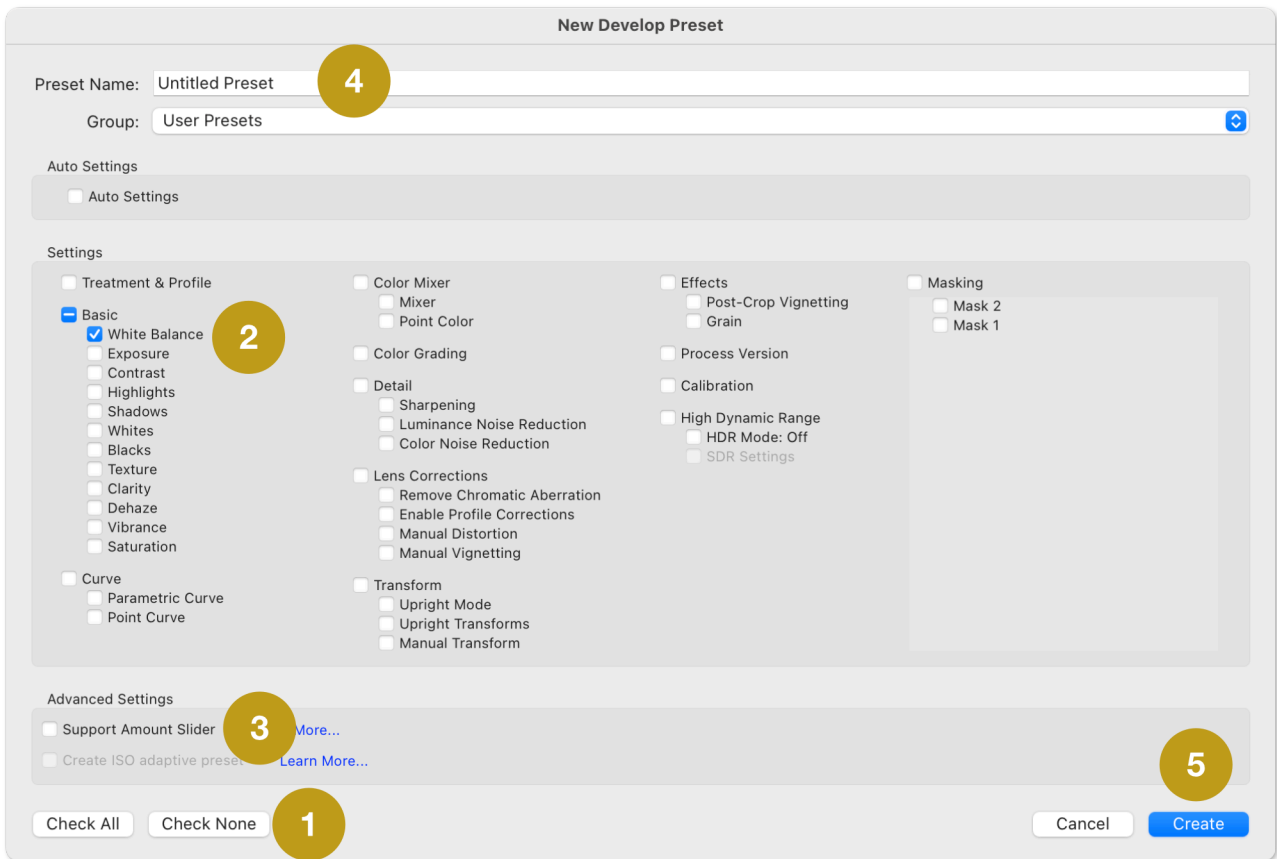 New Develop Preset
Preset Name: Untitled Preset 4
Group: User Presets
Auto Settings
Auto Settings
Settings
Treatment & Profile
Basic
White Balance 2
Exposure
Contrast
Highlights
Shadows
Whites
Blacks
Texture
Clarity
Dehaze
Vibrance
Saturation
Curve
Parametric Curve
Point Curve
Color Mixer
Mixer
Point Color
Color Grading
Detail
Sharpening
Luminance Noise Reduction
Color Noise Reduction
Lens Corrections
Remove Chromatic Aberration
Enable Profile Corrections
Manual Distortion
Manual Vignetting
Transform
Upright Mode
Upright Transforms
Manual Transform
Effects
Post-Crop Vignetting
Grain
Process Version
Calibration
High Dynamic Range
HDR Mode: Off
SDR Settings
Masking
Mask 2
Mask 1
Advanced Settings
Support Amount Slider 3 More...
Create ISO adaptive preset Learn More...
Check All Check None 1 Cancel Create
5